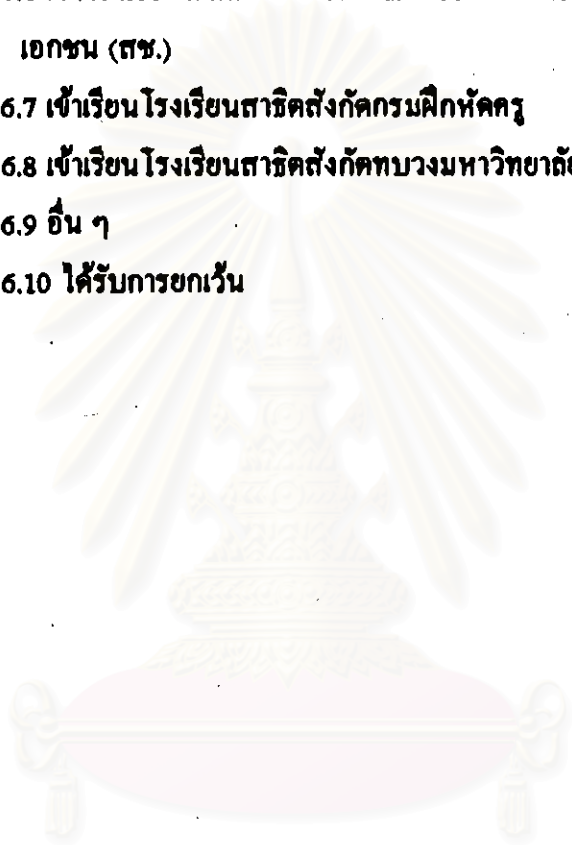 เอกชน (สช.)
6.7 เข้าเรียนโรงเรียนสาธิตสังกัดกรมฝึกหัดครู
6.8 เข้าเรียนโรงเรียนสาธิตสังกัดทบวงมหาวิทยาลัย
6.9 อื่น ๆ
6.10 ได้รับการยกเว้น